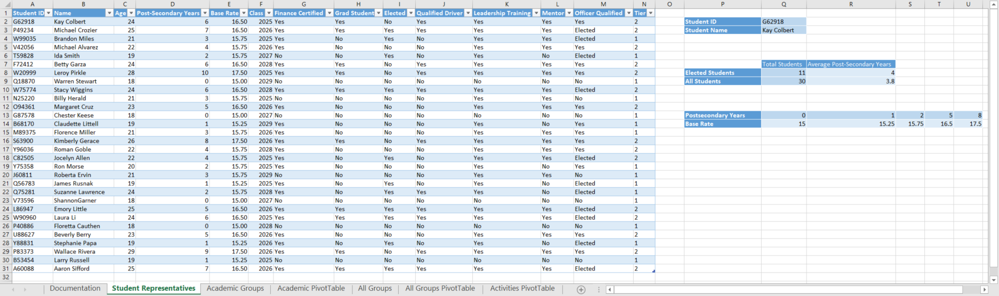 A B C D E F G H I J K L M N O P Q R S T U
1 Student ID Name Age Post-Secondary Years Base Rate Class Finance Certified Grad Student Elected Qualified Driver Leadership Training Mentor Officer Qualified Tier
2 G62918 Kay Colbert 24 6 16.50 2025 Yes Yes No Yes Yes Yes Yes 2 Student ID G62918
3 P49234 Michael Crozier 25 7 16.50 2026 Yes Yes Yes Yes Yes Yes Elected 2 Student Name Kay Colbert
4 W99035 Brandon Miles 21 3 15.75 2025 Yes No Yes No Yes Yes Elected 1
5 V42056 Michael Alvarez 22 4 15.75 2026 Yes No No No Yes Yes Yes 2
6 T59828 Ida Smith 19 2 15.75 2027 No No Yes No Yes No Elected 1
7 F72412 Betty Garza 24 6 16.50 2028 Yes Yes No Yes Yes Yes Yes 2 Total Students Average Post-Secondary Years
8 W20999 Leroy Pirkle 28 10 17.50 2025 Yes Yes No Yes Yes Yes Yes 2 Elected Students 11 4
9 Q18870 Warren Stewart 18 0 15.00 2029 No No No No No No No 1 All Students 30 3.8
10 W75774 Stacy Wiggins 24 6 16.50 2028 Yes Yes Yes Yes Yes Yes Elected 2
11 N25220 Billy Herald 21 3 15.75 2025 No No No No Yes Yes No 1
12 O94361 Margaret Cruz 23 5 16.50 2026 Yes No No No Yes Yes Yes 2
13 G87578 Chester Keese 18 0 15.00 2027 No No No No No No No 1 Postsecondary Years 0 1 2 5 8
14 B68170 Claudette Littell 19 1 15.25 2029 Yes No No No Yes No Yes 1 Base Rate 15 15.25 15.75 16.5 17.5
15 M89375 Florence Miller 21 3 15.75 2026 Yes No No No Yes Yes Yes 1
16 S63900 Kimberly Gerace 26 8 17.50 2026 Yes Yes No Yes Yes Yes Yes 2
17 Y96036 Roman Goble 22 4 15.75 2028 Yes No No No Yes Yes Yes 2
18 C82505 Jocelyn Allen 22 4 15.75 2025 Yes No Yes No Yes Yes Elected 2
19 Y75358 Ron Morse 20 2 15.75 2025 Yes No No No Yes No Yes 1
20 J60811 Roberta Ervin 21 3 15.75 2029 No No No No Yes Yes No 1
21 Q56783 James Rusnak 19 1 15.25 2025 Yes No Yes No Yes No Elected 1
22 Q75281 Suzanne Lawrence 24 2 15.75 2028 Yes No Yes Yes Yes No Elected 1
23 V73596 ShannonGarner 18 0 15.00 2027 No No No No No No No 1
24 L86947 Emory Little 25 5 16.50 2026 Yes Yes Yes Yes Yes Yes Elected 2
25 W90960 Laura Li 24 6 16.50 2025 Yes Yes Yes Yes Yes Yes Elected 2
26 P40886 Floretta Cauthen 18 0 15.00 2028 No No No No No No No 1
27 U88627 Beverly Berry 23 5 16.50 2026 Yes No No No Yes Yes Yes 2
28 Y88831 Stephanie Papa 19 1 15.25 2026 Yes No Yes No Yes No Elected 1
29 P83373 Wallace Rivera 29 9 17.50 2026 Yes Yes No Yes Yes Yes Yes 2
30 B53454 Larry Russell 19 1 15.25 2025 No No No No No No No 1
31 A60088 Aaron Sifford 25 7 16.50 2026 Yes Yes Yes Yes Yes Yes Elected 2
32
Documentation Student Representatives Academic Groups Academic PivotTable All Groups All Groups PivotTable Activities PivotTable